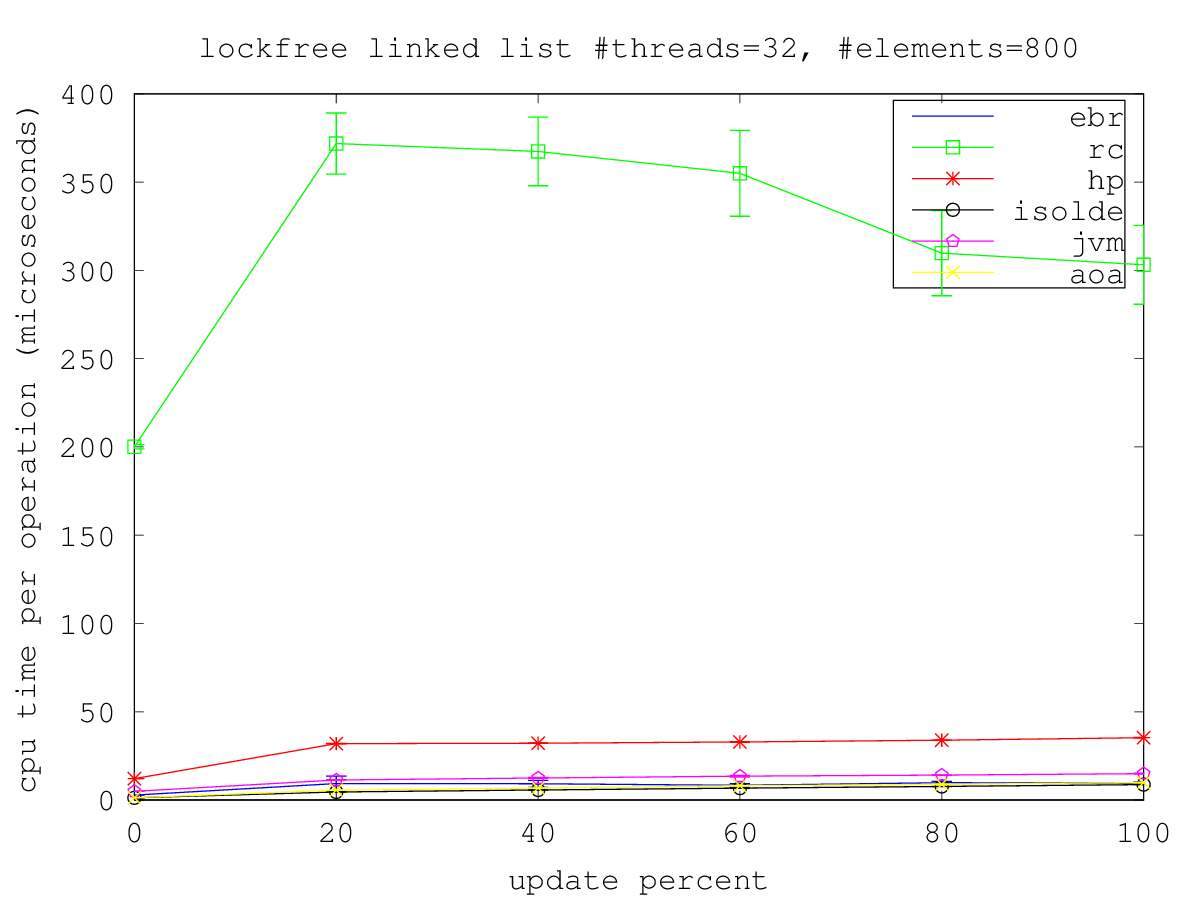 lockfree linked list #threads=32, #elements=800
cpu time per operation (microseconds)
400
350
300
250
200
150
100
50
0
ebr
rc
hp
isolde
jvm
aoa
0 20 40 60 80 100
update percent